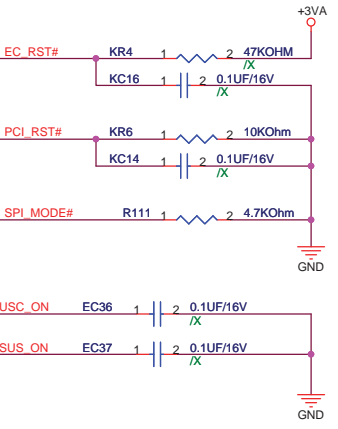 +3VA
EC_RST# KR4 1 2 47KOHM
/X
KC16 1 2 0.1UF/16V
/X
PCI_RST# KR6 1 2 10KOhm
KC14 1 2 0.1UF/16V
/X
SPI_MODE# R111 1 2 4.7KOhm
GND
USC_ON EC36 1 2 0.1UF/16V
/X
SUS_ON EC37 1 2 0.1UF/16V
/X
GND